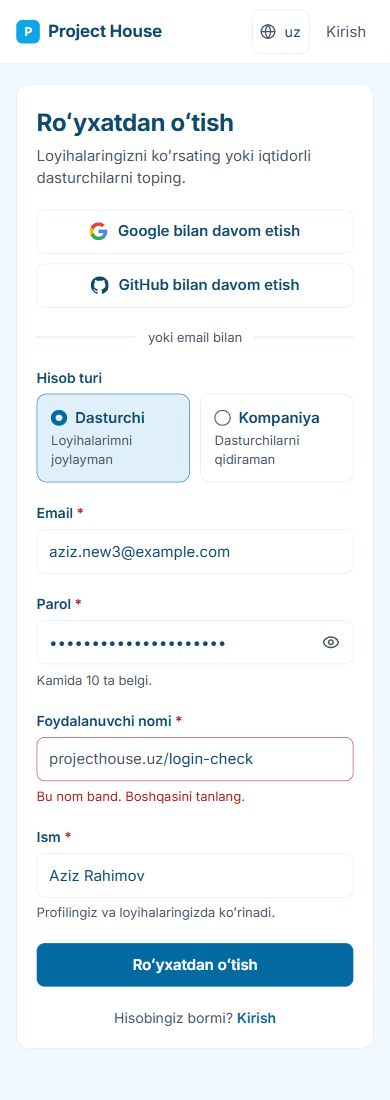 P Project House
uz
Kirish
Roʻyxatdan oʻtish
Loyihalaringizni koʻrsating yoki iqtidorli
dasturchilarni toping.
Google bilan davom etish
GitHub bilan davom etish
yoki email bilan
Hisob turi
Dasturchi
Loyihalarimni
joylayman
Kompaniya
Dasturchilarni
qidiraman
Email *
aziz.new3@example.com
Parol *
•••••••••••••••••••••
Kamida 10 ta belgi.
Foydalanuvchi nomi *
projecthouse.uz/login-check
Bu nom band. Boshqasini tanlang.
Ism *
Aziz Rahimov
Profilingiz va loyihalaringizda koʻrinadi.
Roʻyxatdan oʻtish
Hisobingiz bormi? Kirish